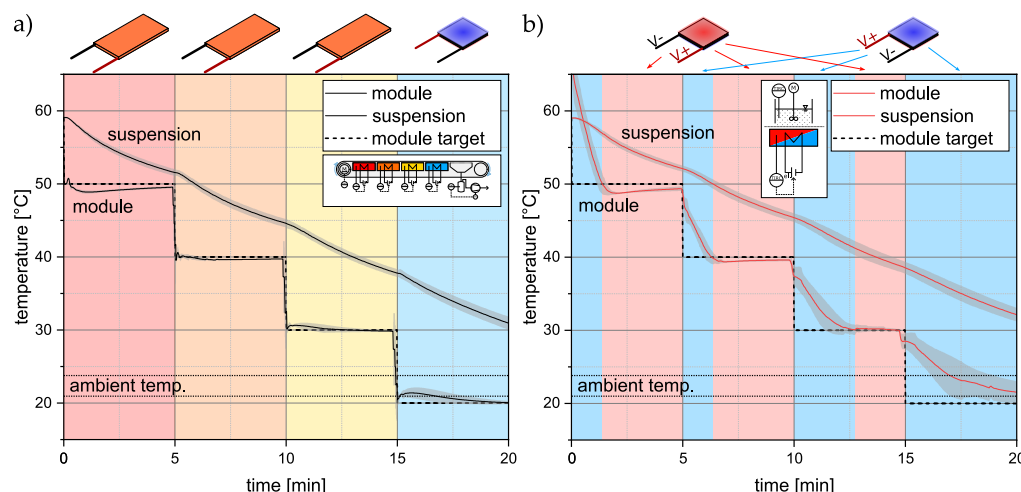 a)
module
suspension
module target
suspension
module
ambient temp.
temperature [°C]
60
50
40
30
20
0
5
10
15
20
time [min]
b)
V-
V+
V+
V-
module
suspension
module target
suspension
module
ambient temp.
temperature [°C]
60
50
40
30
20
0
5
10
15
20
time [min]